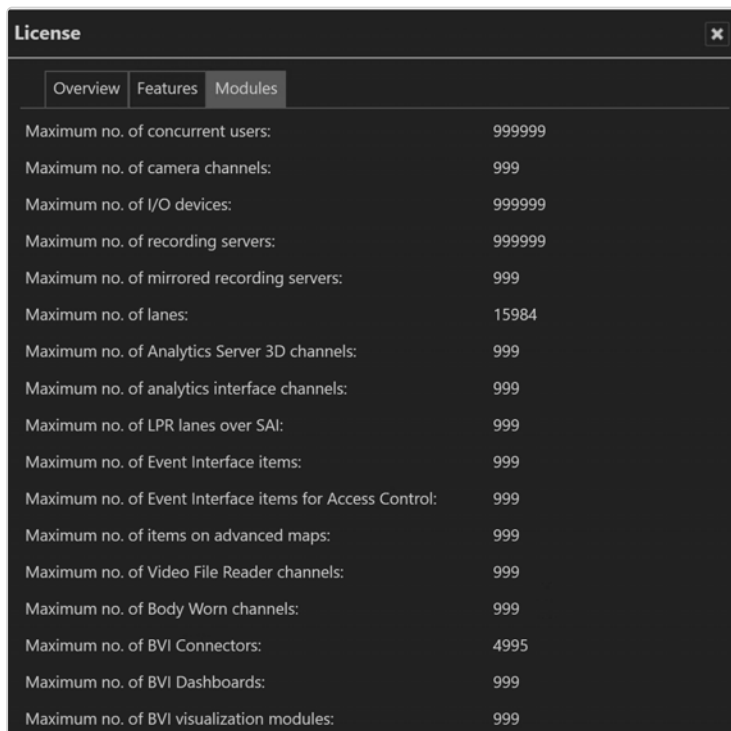 License
Overview Features Modules
Maximum no. of concurrent users: 999999
Maximum no. of camera channels: 999
Maximum no. of I/O devices: 999999
Maximum no. of recording servers: 999999
Maximum no. of mirrored recording servers: 999
Maximum no. of lanes: 15984
Maximum no. of Analytics Server 3D channels: 999
Maximum no. of analytics interface channels: 999
Maximum no. of LPR lanes over SAI: 999
Maximum no. of Event Interface items: 999
Maximum no. of Event Interface items for Access Control: 999
Maximum no. of items on advanced maps: 999
Maximum no. of Video File Reader channels: 999
Maximum no. of Body Worn channels: 999
Maximum no. of BVI Connectors: 4995
Maximum no. of BVI Dashboards: 999
Maximum no. of BVI visualization modules: 999